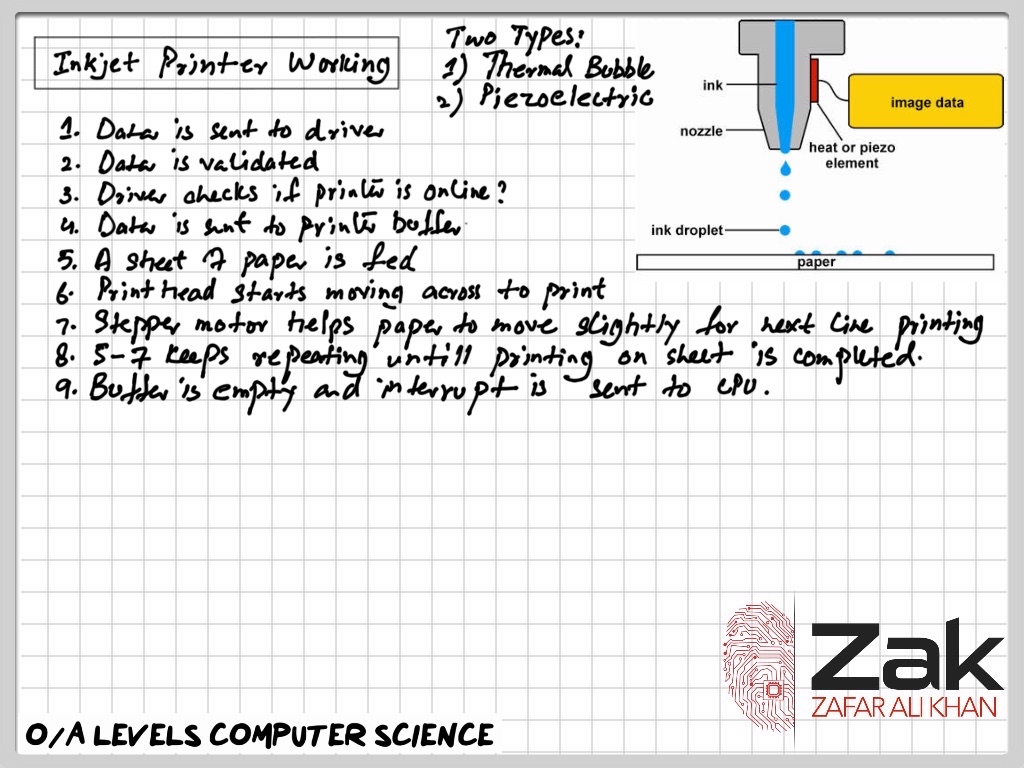 Inkjet Printer Working
Two Types:
1) Thermal Bubble
2) Piezoelectric
1. Data is sent to driver
2. Data is validated
3. Driver checks if printer is online?
4. Data is sent to printer buffer
5. A sheet of paper is fed
6. Print head starts moving across to print
7. Stepper motor helps paper to move slightly for next line printing
8. 5-7 keeps repeating untill printing on sheet is completed.
9. Buffer is empty and interrupt is sent to CPU.
ink
nozzle
image data
heat or piezo
element
ink droplet
paper
Zak
ZAFAR ALI KHAN
O/A LEVELS COMPUTER SCIENCE